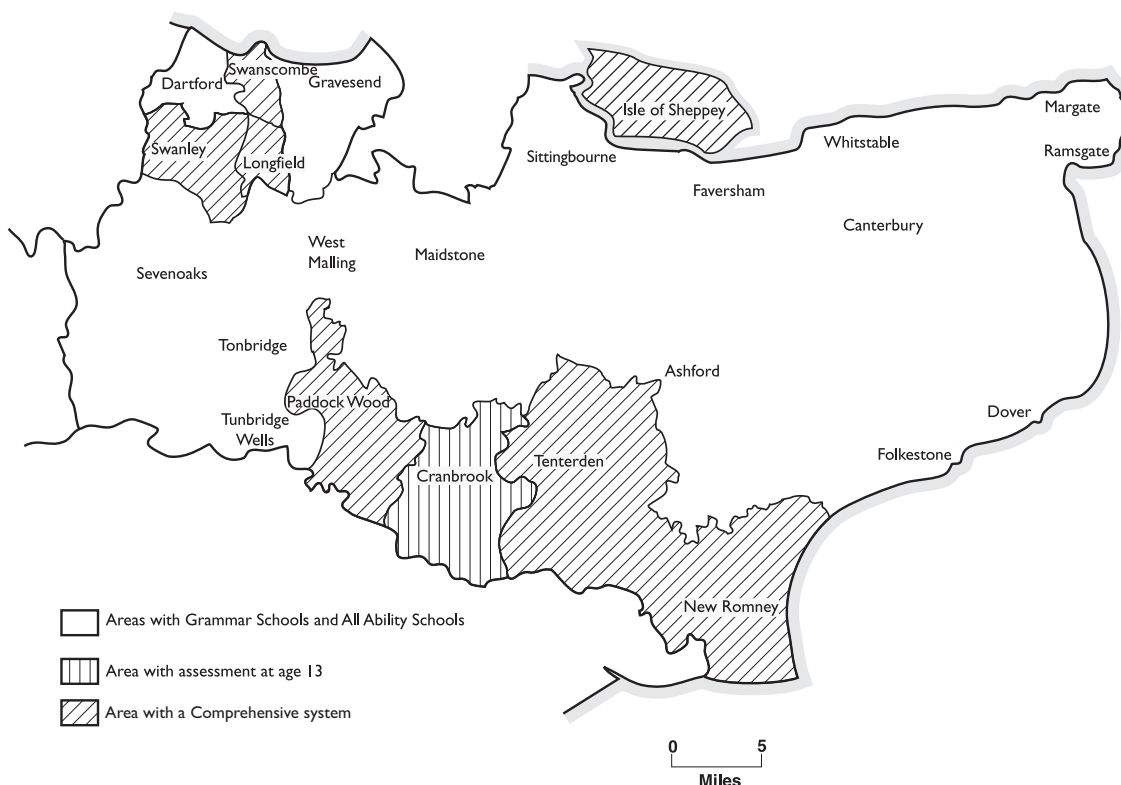 Swanscombe
Dartford
Gravesend
Margate
Isle of Sheppey
Whitstable
Swanley
Longfield
Sittingbourne
Ramsgate
Faversham
Canterbury
West
Malling
Maidstone
Sevenoaks
Tonbridge
Ashford
Paddock Wood
Tunbridge
Wells
Dover
Folkestone
Cranbrook
Tenterden
New Romney
Areas with Grammar Schools and All Ability Schools
Area with assessment at age 13
Area with a Comprehensive system
0 5
Miles